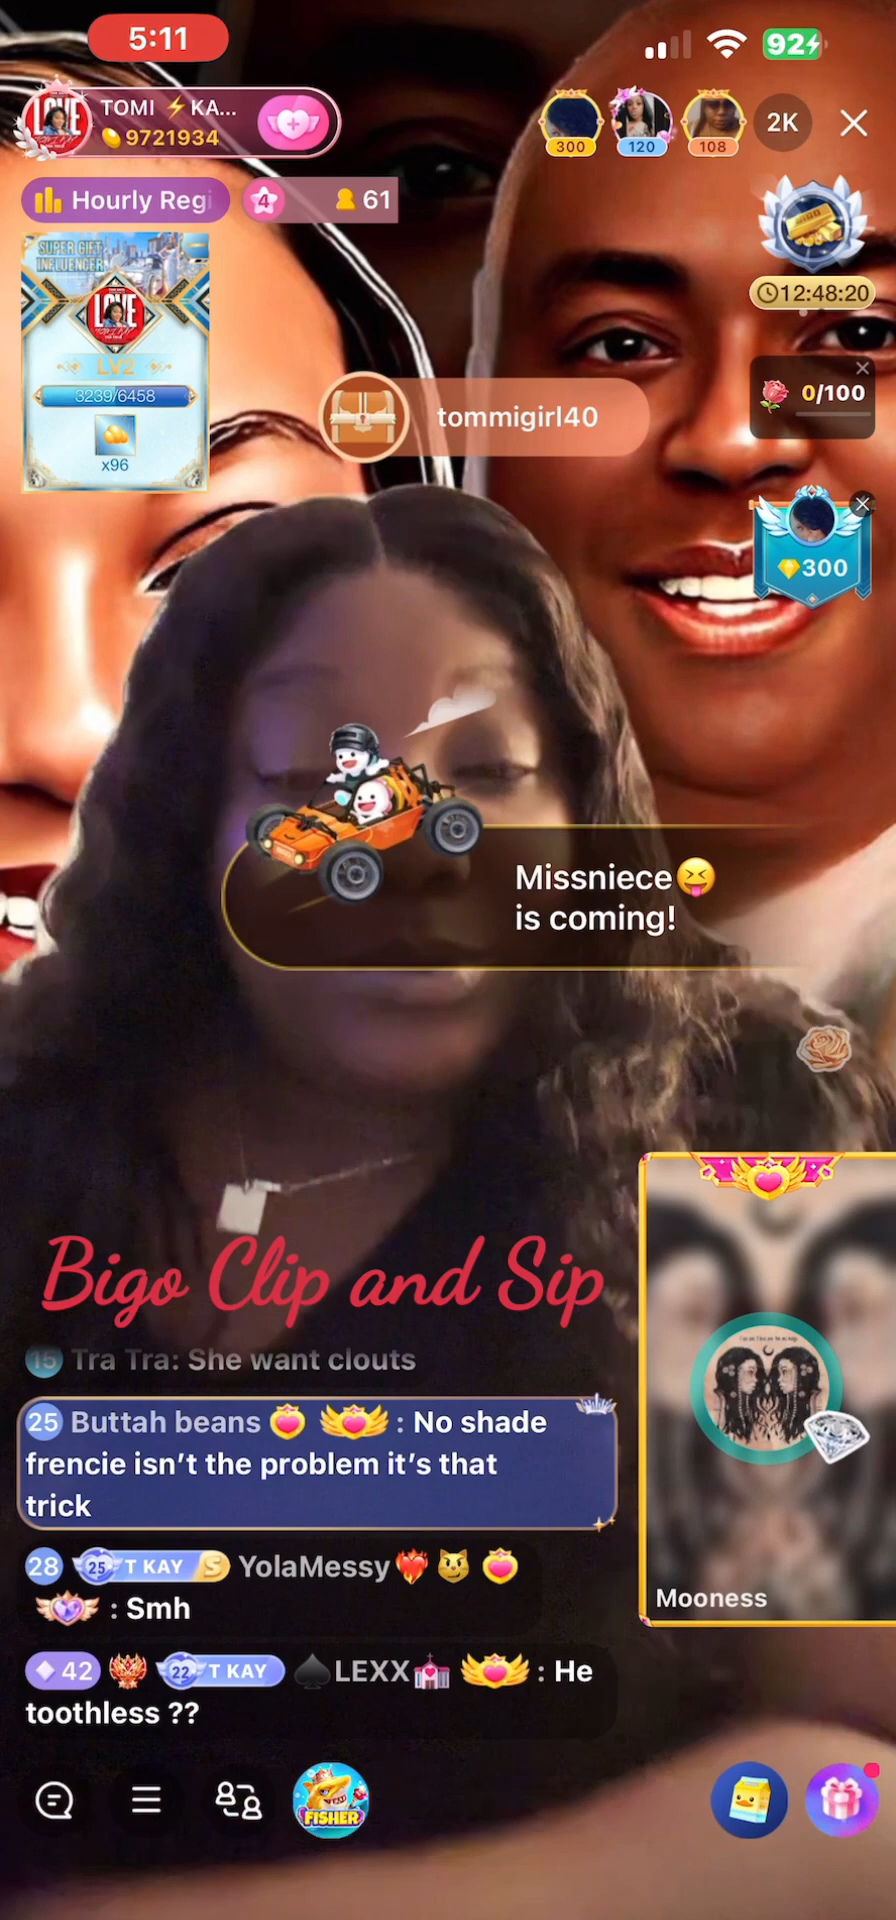 5:11
92
TOMI ⚡KA...
9721934
300
120
108
2K
Hourly Regi
4
61
SUPER GIFT
INFLUENCER
LOVE
LV2
3239/6458
x96
12:48:20
0/100
tommigirl40
300
Missniece😝
is coming!
Bigo Clip and Sip
15 Tra Tra: She want clouts
25 Buttah beans : No shade
frencie isn't the problem it's that
trick
28 25 T KAY S YolaMessy❤️‍🔥😼
: Smh
42 22 T KAY ♠️LEXX💒 : He
toothless ??
Mooness
FISHER